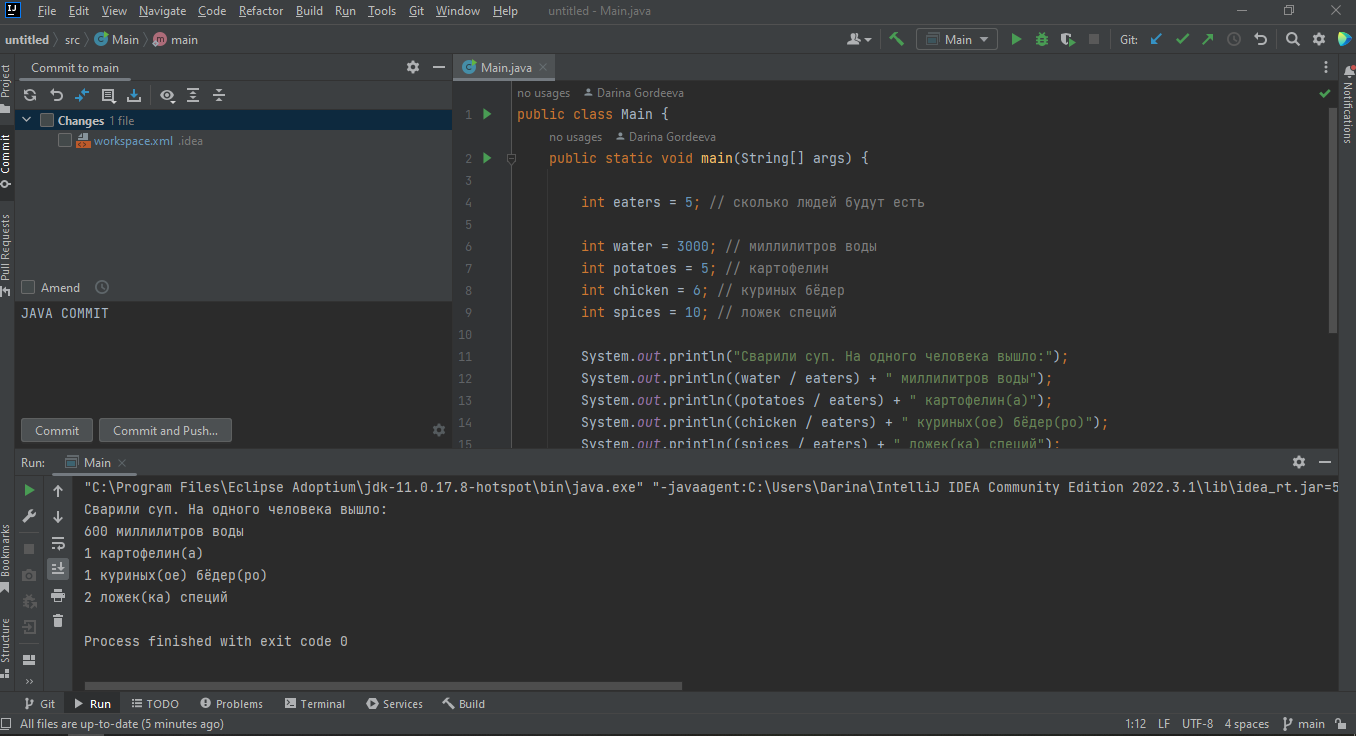 File Edit View Navigate Code Refactor Build Run Tools Git Window Help untitled - Main.java
untitled src Main main
Main Git:
Project
Commit
Pull Requests
Bookmarks
Structure
Notifications
Commit to main
Changes 1 file
workspace.xml .idea
Amend
JAVA COMMIT
Commit Commit and Push...
Main.java
no usages Darina Gordeeva
1 public class Main {
no usages Darina Gordeeva
2 public static void main(String[] args) {
3
4 int eaters = 5; // сколько людей будут есть
5
6 int water = 3000; // миллилитров воды
7 int potatoes = 5; // картофелин
8 int chicken = 6; // куриных бёдер
9 int spices = 10; // ложек специй
10
11 System.out.println("Сварили суп. На одного человека вышло:");
12 System.out.println((water / eaters) + " миллилитров воды");
13 System.out.println((potatoes / eaters) + " картофелин(а)");
14 System.out.println((chicken / eaters) + " куриных(ое) бёдер(ро)");
15 System.out.println((spices / eaters) + " ложек(ка) специй");
Run: Main
"C:\Program Files\Eclipse Adoptium\jdk-11.0.17.8-hotspot\bin\java.exe" "-javaagent:C:\Users\Darina\IntelliJ IDEA Community Edition 2022.3.1\lib\idea_rt.jar=5
Сварили суп. На одного человека вышло:
600 миллилитров воды
1 картофелин(а)
1 куриных(ое) бёдер(ро)
2 ложек(ка) специй
Process finished with exit code 0
Git Run TODO Problems Terminal Services Build
All files are up-to-date (5 minutes ago) 1:12 LF UTF-8 4 spaces main